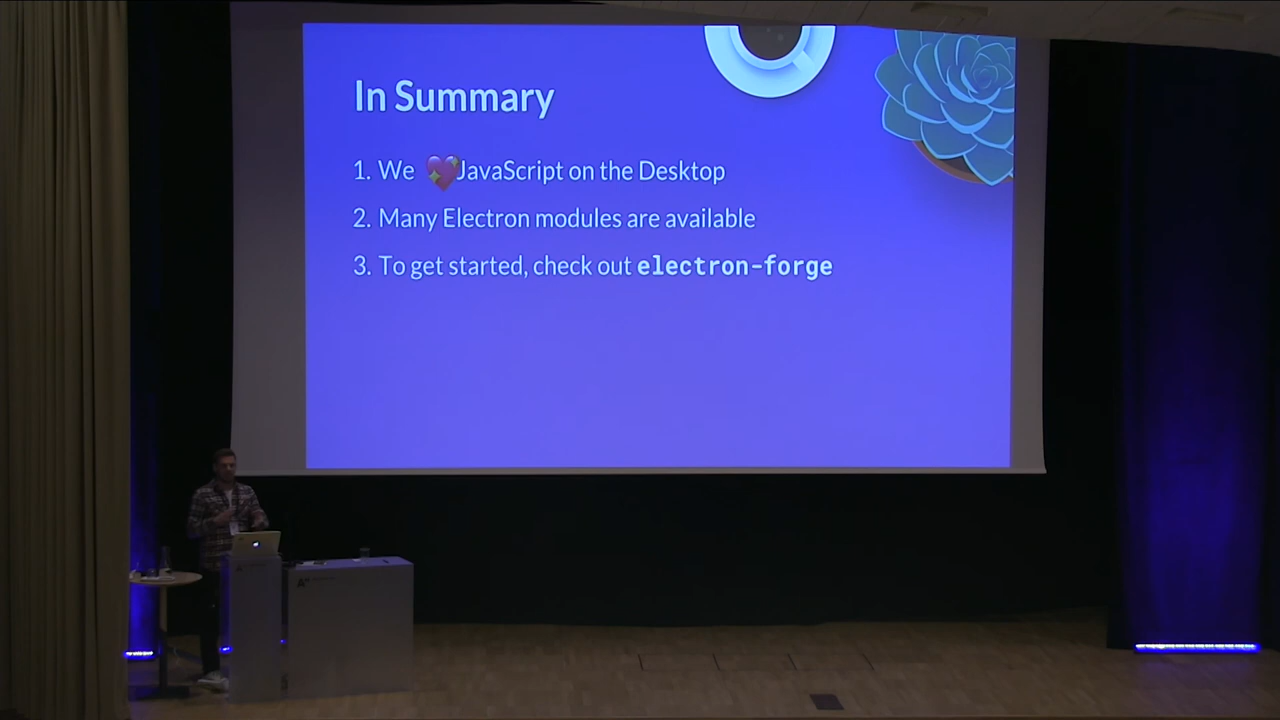 In Summary
1. We 💖 JavaScript on the Desktop
2. Many Electron modules are available
3. To get started, check out electron-forge